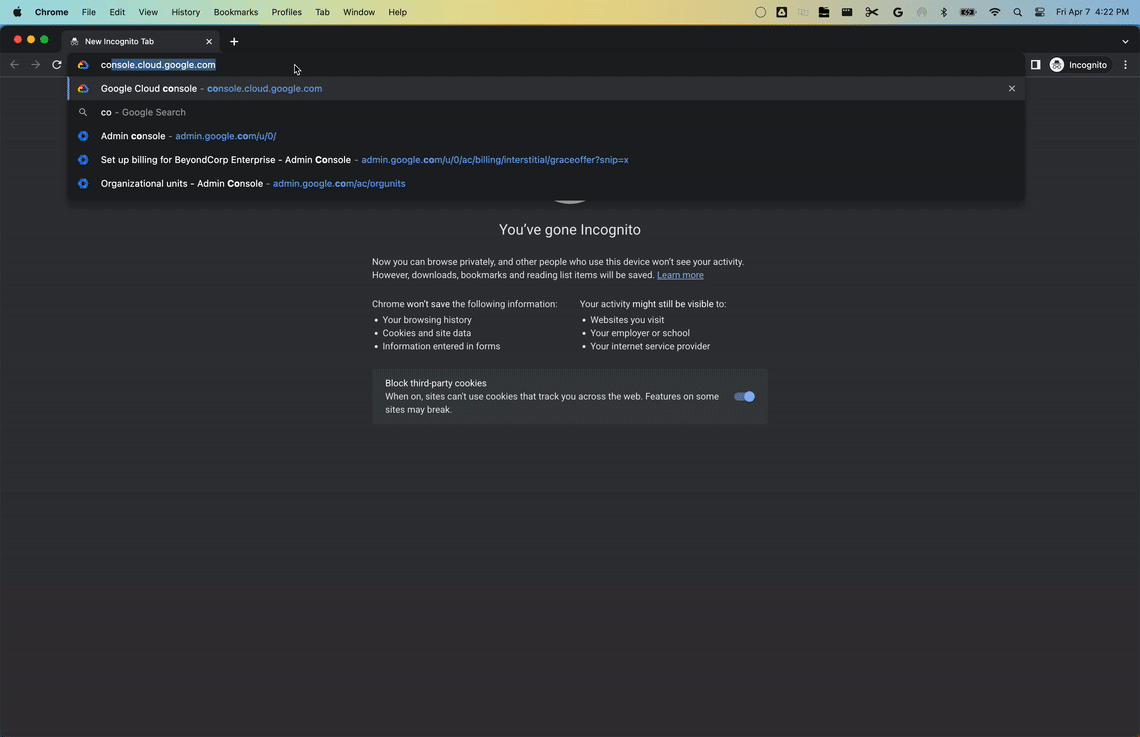 Chrome File Edit View History Bookmarks Profiles Tab Window Help Fri Apr 7 4:22 PM
New Incognito Tab
console.cloud.google.com
Incognito
Google Cloud console - console.cloud.google.com
co - Google Search
Admin console - admin.google.com/u/0/
Set up billing for BeyondCorp Enterprise - Admin Console - admin.google.com/u/0/ac/billing/interstitial/graceoffer?snip=x
Organizational units - Admin Console - admin.google.com/ac/orgunits
You've gone Incognito
Now you can browse privately, and other people who use this device won't see your activity.
However, downloads, bookmarks and reading list items will be saved. Learn more
Chrome won't save the following information:
• Your browsing history
• Cookies and site data
• Information entered in forms
Your activity might still be visible to:
• Websites you visit
• Your employer or school
• Your internet service provider
Block third-party cookies
When on, sites can't use cookies that track you across the web. Features on some
sites may break.